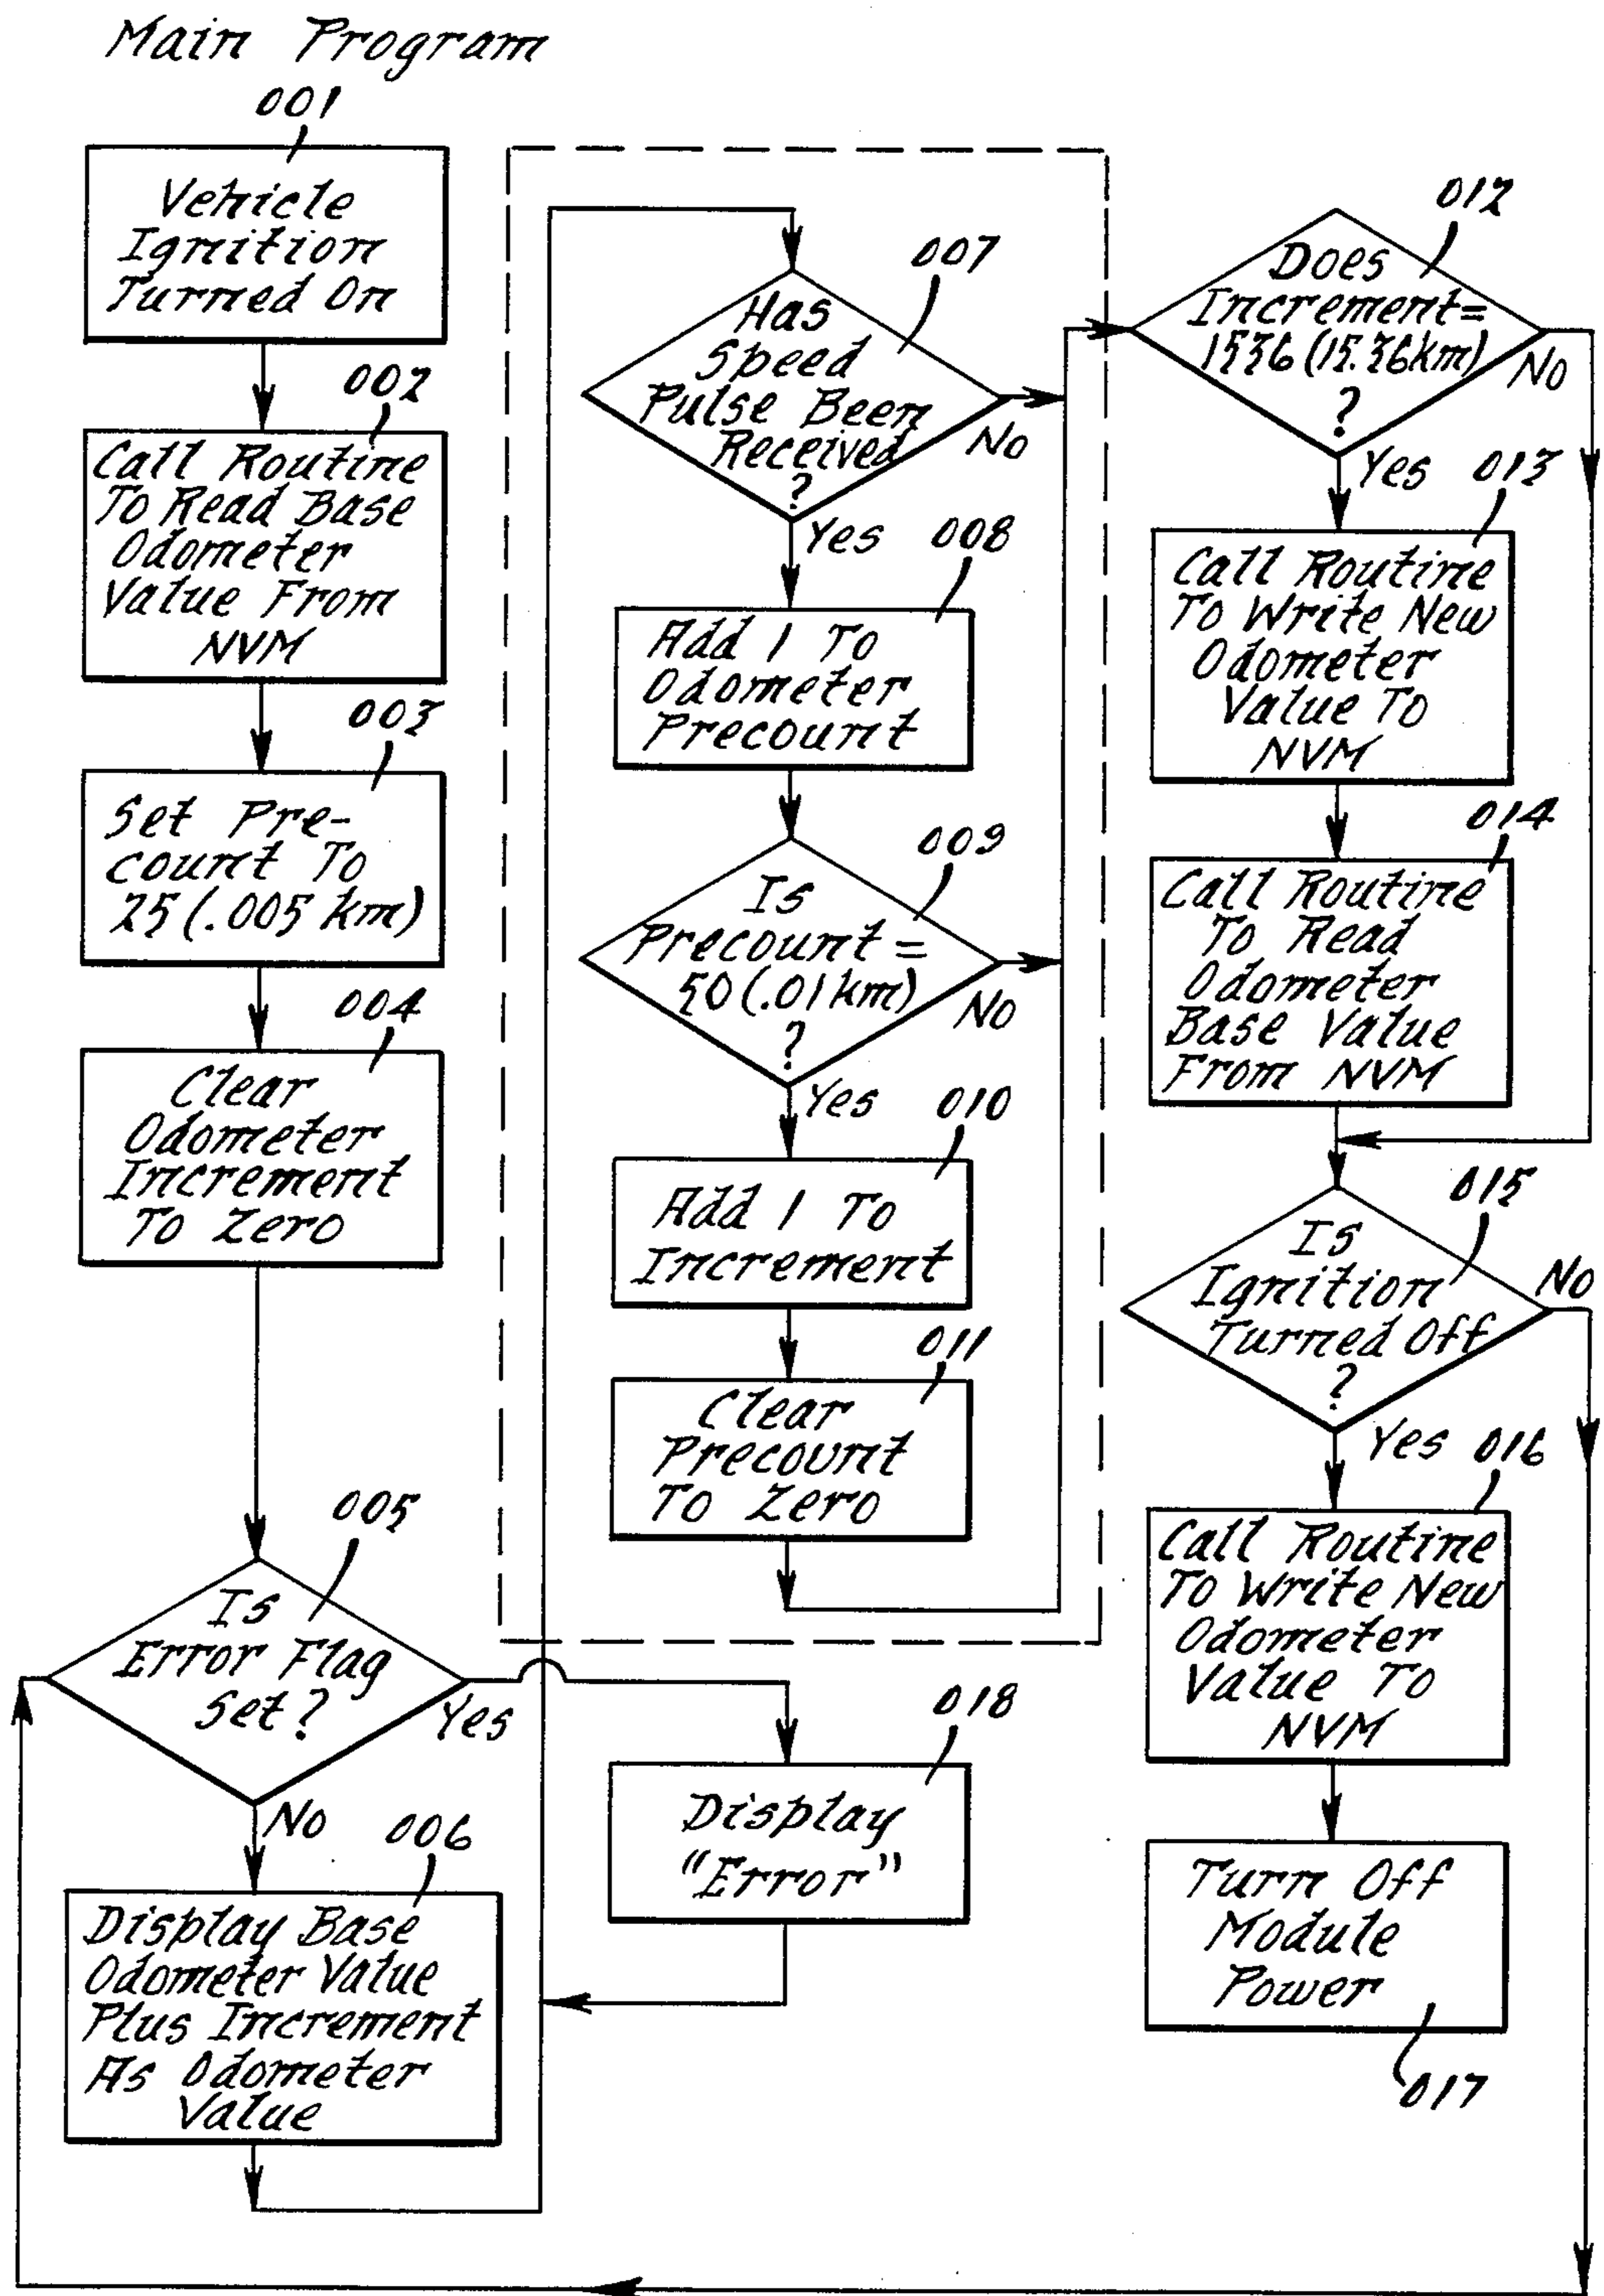 Main Program
001
Vehicle
Ignition
Turned On
002
Call Routine
To Read Base
Odometer
Value From
NVM
003
Set Pre-
count To
25 (.005 km)
004
Clear
Odometer
Increment
To Zero
005
Is
Error Flag
Set?
Yes
No
006
Display Base
Odometer Value
Plus Increment
As Odometer
Value
007
Has
Speed
Pulse Been
Received
?
No
Yes
008
Add 1 To
Odometer
Precount
009
Is
Precount =
50 (.01 km)
?
No
Yes
010
Add 1 To
Increment
011
Clear
Precount
To Zero
018
Display
"Error"
012
Does
Increment =
1536 (15.36 km)
?
No
Yes
013
Call Routine
To Write New
Odometer
Value To
NVM
014
Call Routine
To Read
Odometer
Base Value
From NVM
015
Is
Ignition
Turned Off
?
No
Yes
016
Call Routine
To Write New
Odometer
Value To
NVM
Turn Off
Module
Power
017